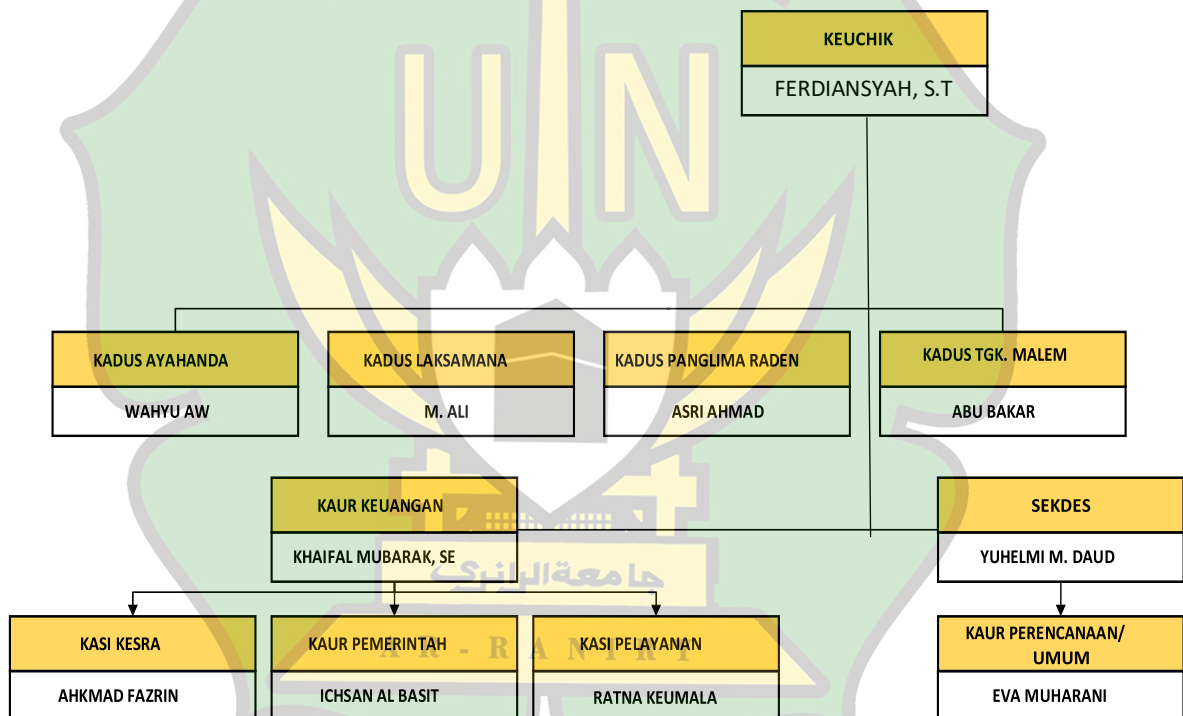 UIN
KEUCHIK
FERDIANSYAH, S.T
KADUS AYAHANDA
WAHYU AW
KADUS LAKSAMANA
M. ALI
KADUS PANGLIMA RADEN
ASRI AHMAD
KADUS TGK. MALEM
ABU BAKAR
KAUR KEUANGAN
KHAIFAL MUBARAK, SE
SEKDES
YUHELMI M. DAUD
جامعة الرانري
AR-RANIRY
KASI KESRA
AHKMAD FAZRIN
KAUR PEMERINTAH
ICHSAN AL BASIT
KASI PELAYANAN
RATNA KEUMALA
KAUR PERENCANAAN/
UMUM
EVA MUHARANI